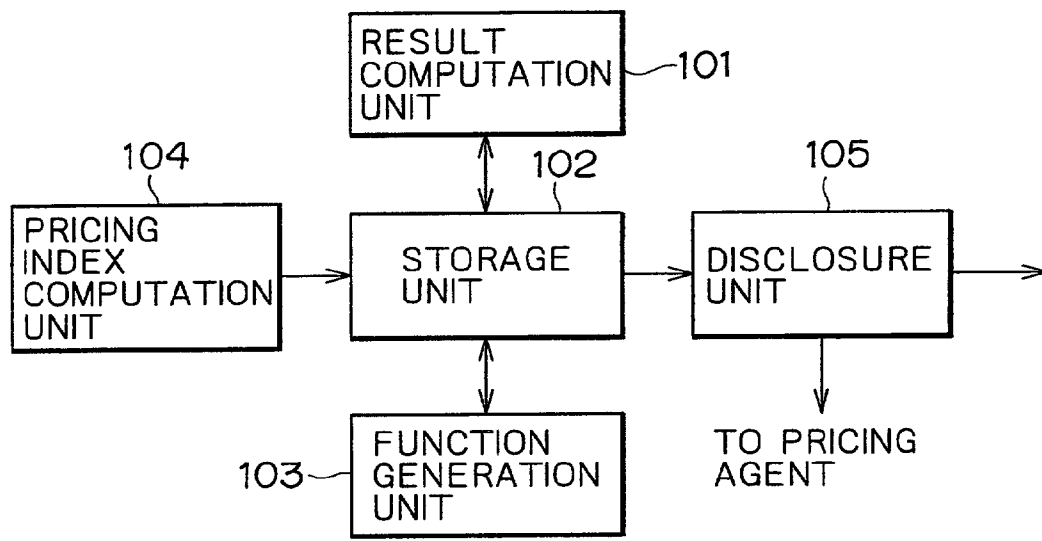 RESULT
COMPUTATION
UNIT
101
104
102
105
PRICING
INDEX
COMPUTATION
UNIT
STORAGE
UNIT
DISCLOSURE
UNIT
103
FUNCTION
GENERATION
UNIT
TO PRICING
AGENT